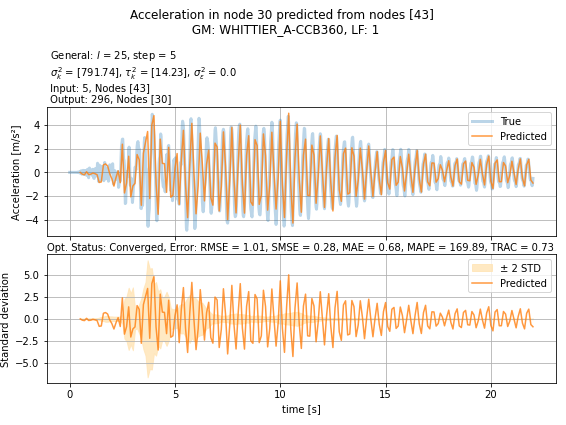 Acceleration in node 30 predicted from nodes [43]
GM: WHITTIER_A-CCB360, LF: 1
General: l = 25, step = 5
σ²ₖ = [791.74], τ²ₖ = [14.23], σ²ε = 0.0
Input: 5, Nodes [43]
Output: 296, Nodes [30]
Acceleration [m/s²]
4
2
0
−2
−4
True
Predicted
Opt. Status: Converged, Error: RMSE = 1.01, SMSE = 0.28, MAE = 0.68, MAPE = 169.89, TRAC = 0.73
Standard deviation
5.0
2.5
0.0
−2.5
−5.0
± 2 STD
Predicted
0
5
10
15
20
time [s]